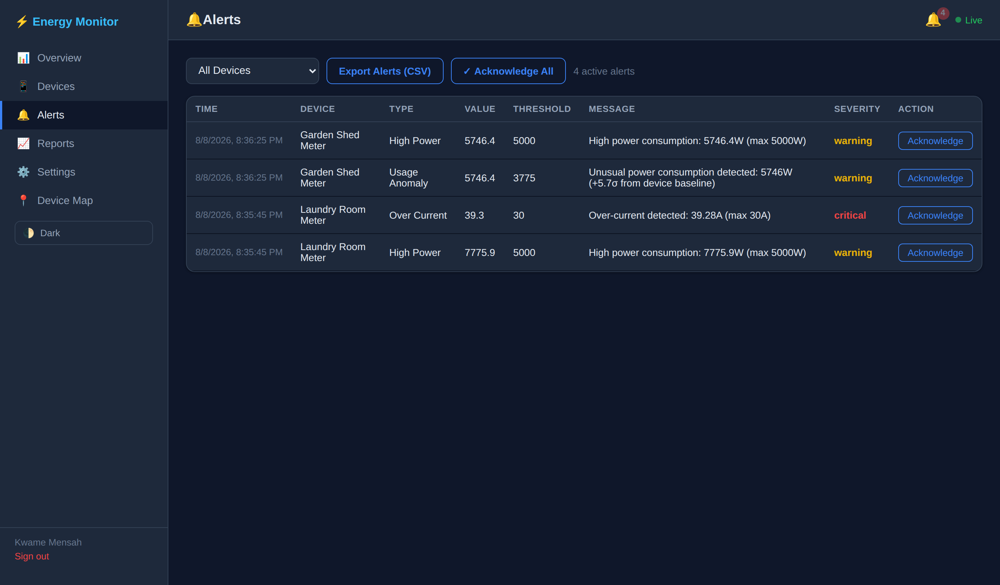 ⚡ Energy Monitor
📊 Overview
📱 Devices
🔔 Alerts
📈 Reports
⚙️ Settings
📍 Device Map
🌗 Dark
Kwame Mensah
Sign out
🔔Alerts
🔔 4
Live
All Devices
Export Alerts (CSV)
✓ Acknowledge All
4 active alerts
TIME DEVICE TYPE VALUE THRESHOLD MESSAGE SEVERITY ACTION
8/8/2026, 8:36:25 PM Garden Shed Meter High Power 5746.4 5000 High power consumption: 5746.4W (max 5000W) warning Acknowledge
8/8/2026, 8:36:25 PM Garden Shed Meter Usage Anomaly 5746.4 3775 Unusual power consumption detected: 5746W (+5.7σ from device baseline) warning Acknowledge
8/8/2026, 8:35:45 PM Laundry Room Meter Over Current 39.3 30 Over-current detected: 39.28A (max 30A) critical Acknowledge
8/8/2026, 8:35:45 PM Laundry Room Meter High Power 7775.9 5000 High power consumption: 7775.9W (max 5000W) warning Acknowledge